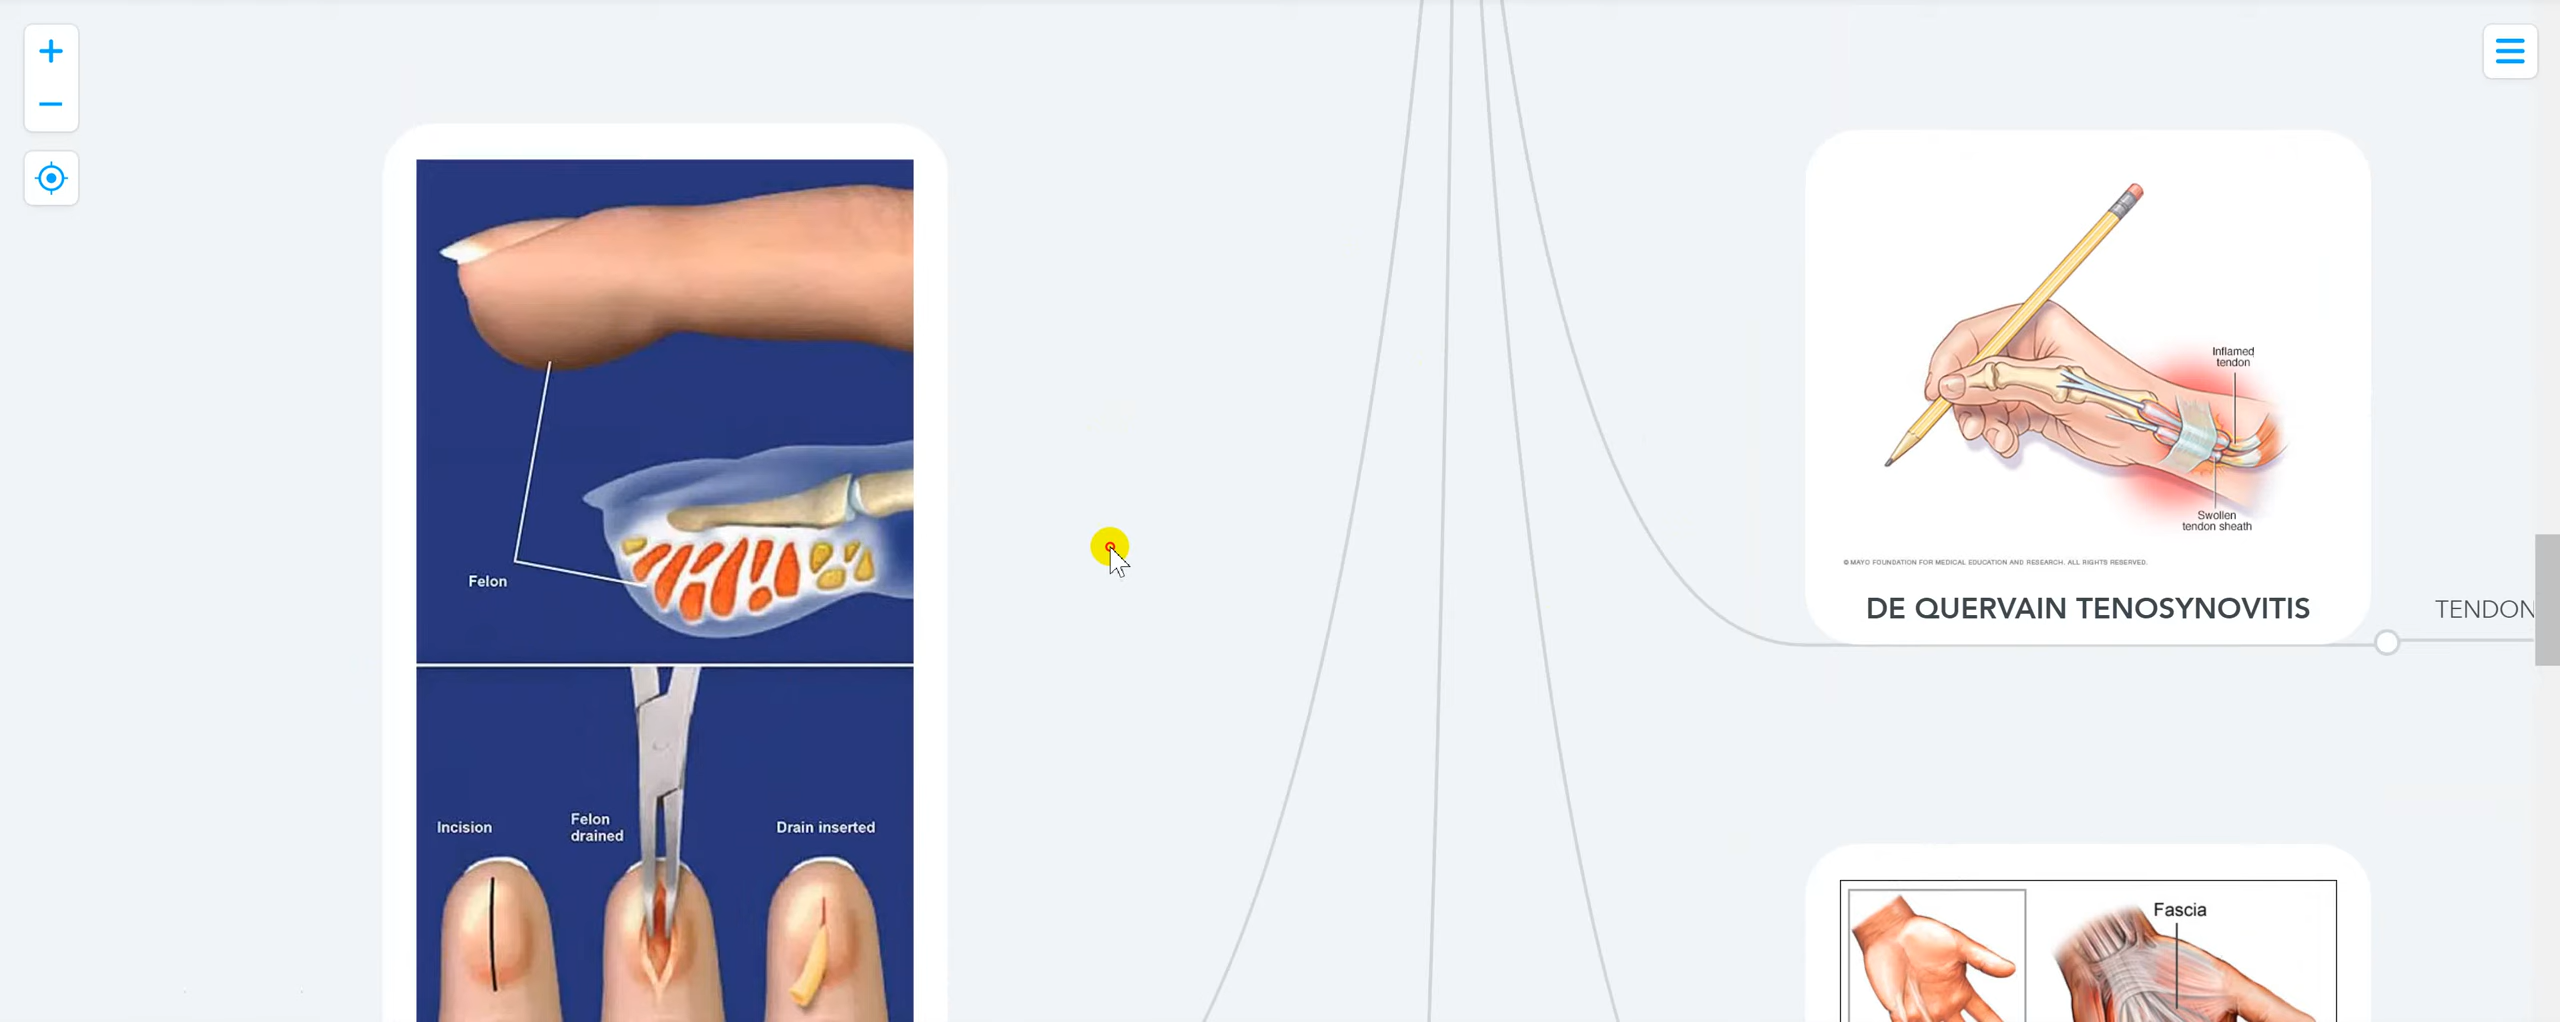 Felon
Incision
Felon
drained
Drain inserted
Inflamed
tendon
Swollen
tendon sheath
© MAYO FOUNDATION FOR MEDICAL EDUCATION AND RESEARCH. ALL RIGHTS RESERVED.
DE QUERVAIN TENOSYNOVITIS
TENDON
Fascia